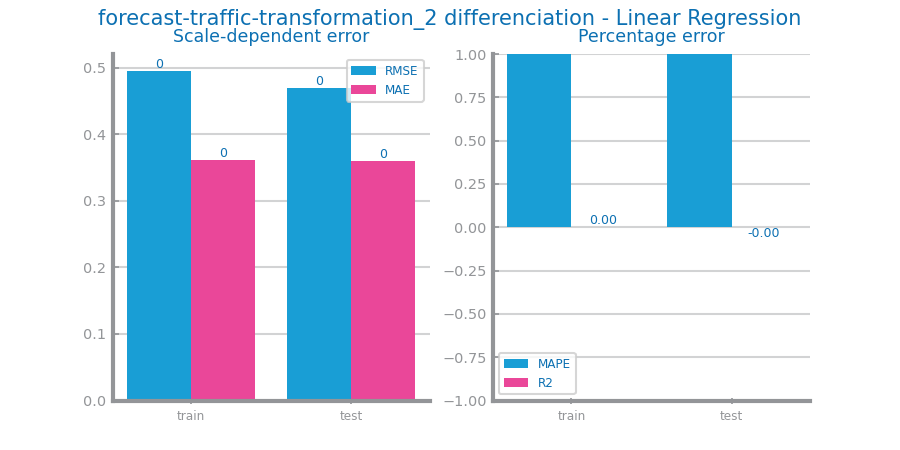 forecast-traffic-transformation_2 differenciation - Linear Regression
Scale-dependent error
0.5
0.4
0.3
0.2
0.1
0.0
0
0
0
0
RMSE
MAE
train
test
Percentage error
1.00
0.75
0.50
0.25
0.00
−0.25
−0.50
−0.75
−1.00
0.00
-0.00
MAPE
R2
train
test